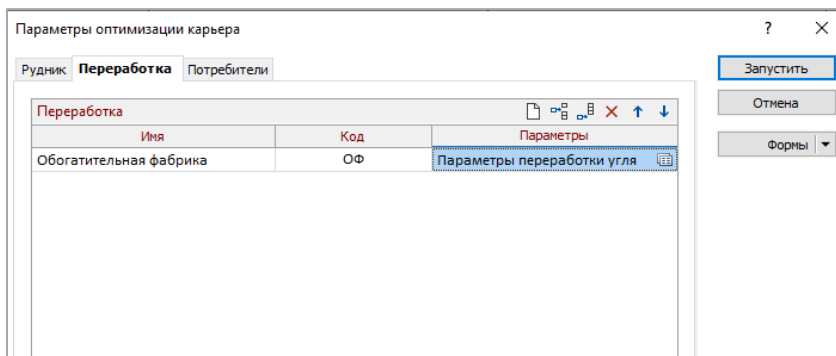 Параметры оптимизации карьера
Рудник Переработка Потребители
Запустить
Отмена
Формы
Переработка
Имя Код Параметры
Обогатительная фабрика ОФ Параметры переработки угля